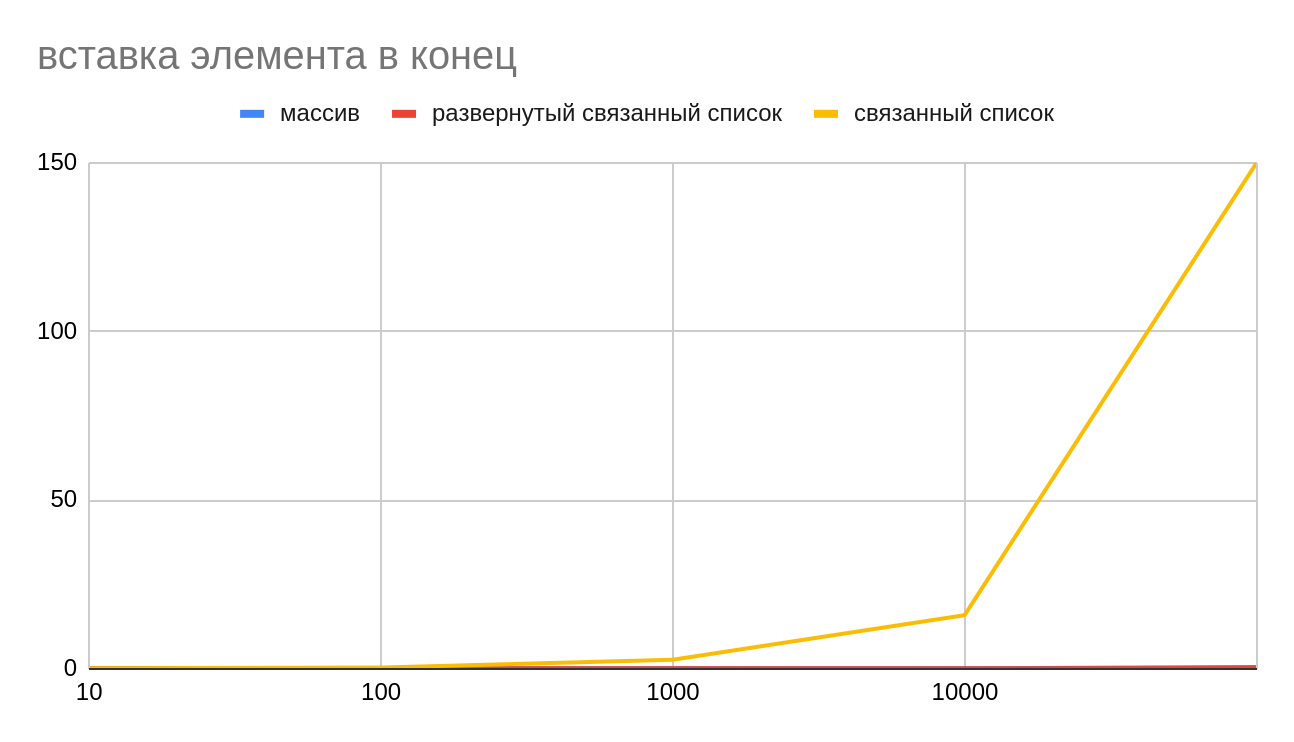 вставка элемента в конец
массив развернутый связанный список связанный список
150
100
50
0
10 100 1000 10000